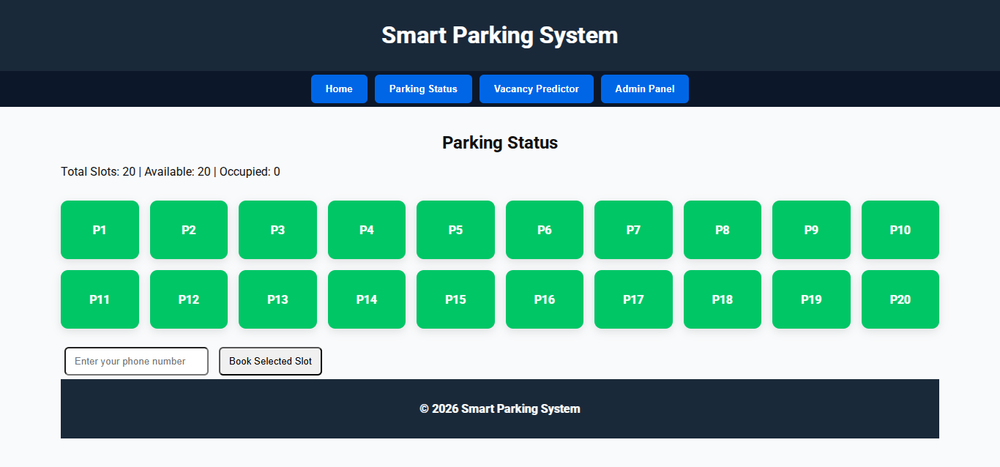 Smart Parking System
Home Parking Status Vacancy Predictor Admin Panel
Parking Status
Total Slots: 20 | Available: 20 | Occupied: 0
P1 P2 P3 P4 P5 P6 P7 P8 P9 P10
P11 P12 P13 P14 P15 P16 P17 P18 P19 P20
Enter your phone number Book Selected Slot
© 2026 Smart Parking System